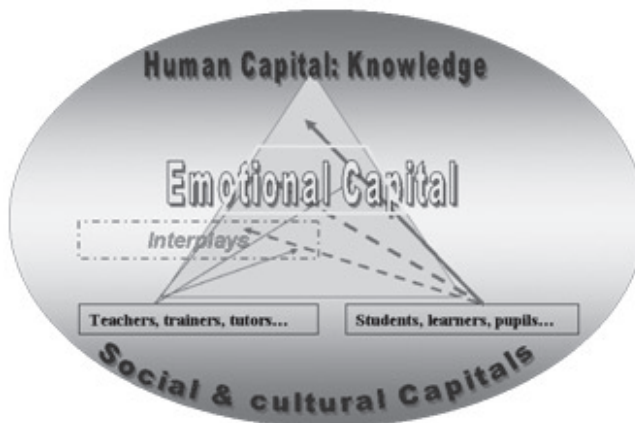 Human Capital: Knowledge
Emotional Capital
Interplays
Teachers, trainers, tutors...
Students, learners, pupils...
Social & cultural Capitals